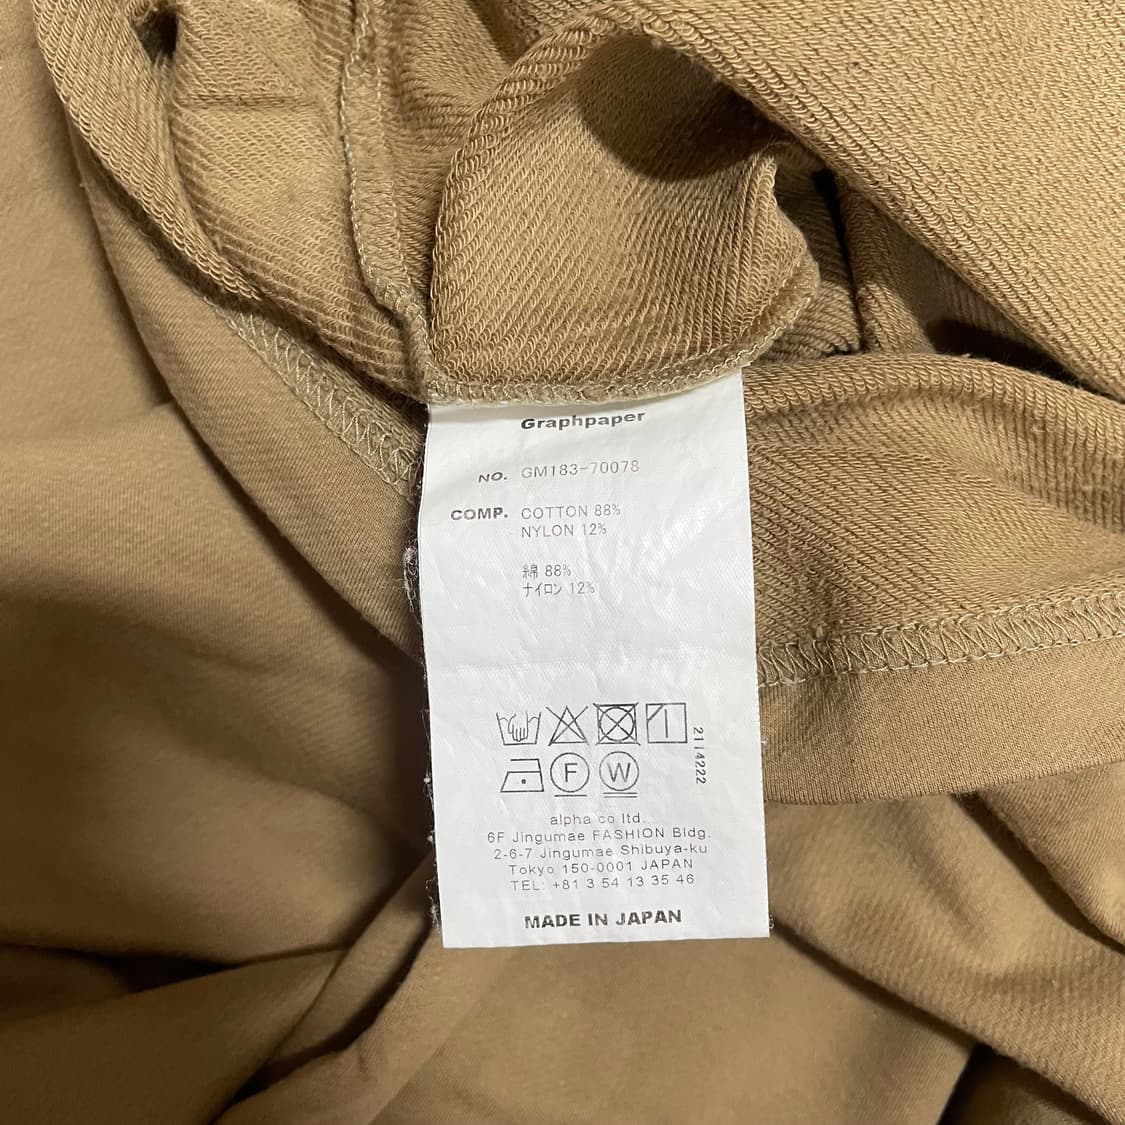 Graphpaper
NO. GM183-70078
COMP. COTTON 88%
NYLON 12%
綿 88%
ナイロン 12%
2114222
F W
alpha co ltd.
6F Jingumae FASHION Bldg.
2-6-7 Jingumae Shibuya-ku
Tokyo 150-0001 JAPAN
TEL: +81 3 54 13 35 46
MADE IN JAPAN